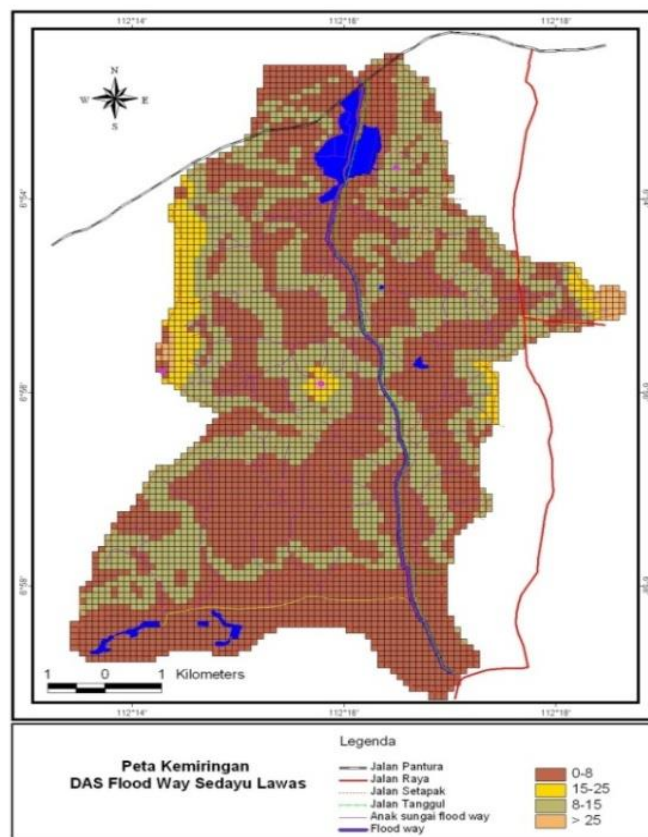 112°14' 112°16' 112°18'
N
W E
S
6°54'
6°56'
6°58'
1 0 1 Kilometers
112°14' 112°16' 112°18'
Peta Kemiringan
DAS Flood Way Sedayu Lawas
Legenda
Jalan Pantura
Jalan Raya
Jalan Setapak
Jalan Tanggul
Anak sungai flood way
Flood way
0-8
15-25
8-15
> 25